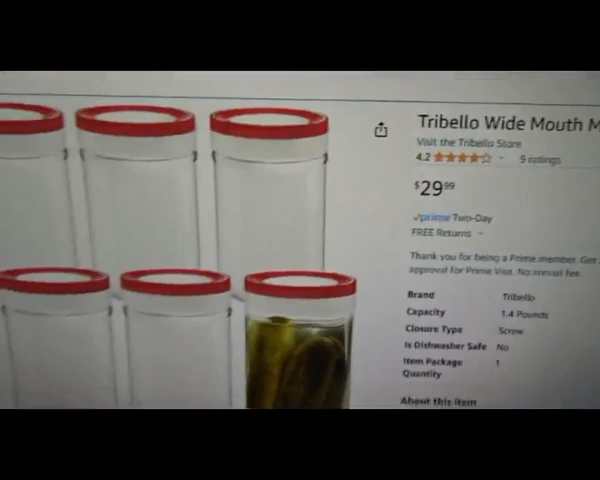 Tribello Wide Mouth M
Visit the Tribello Store
4.2 9 ratings
$29.99
prime Two-Day
FREE Returns
Thank you for being a Prime member. Get
approval for Prime Visa. No annual fee.
Brand Tribello
Capacity 1.4 Pounds
Closure Type Screw
Is Dishwasher Safe No
Item Package 1
Quantity
About this item